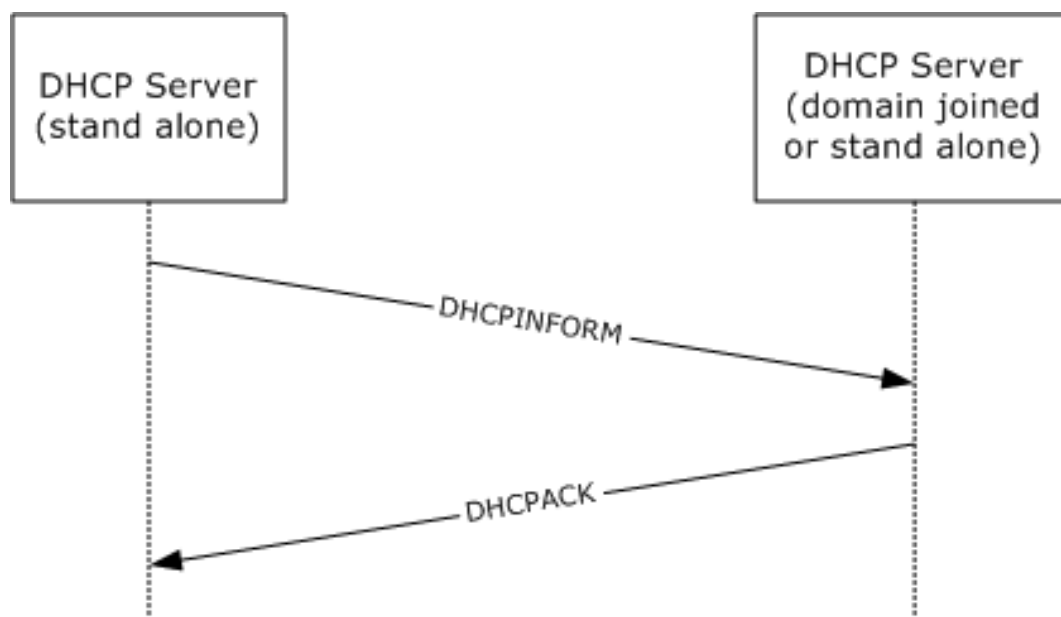 DHCP Server
(stand alone)
DHCP Server
(domain joined
or stand alone)
DHCPINFORM
DHCPACK